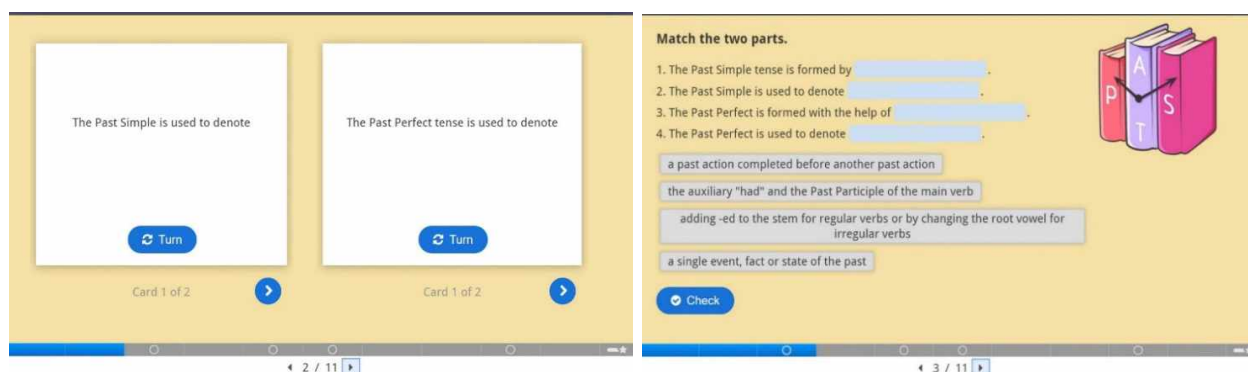 The Past Simple is used to denote
Turn
Card 1 of 2
The Past Perfect tense is used to denote
Turn
Card 1 of 2
2 / 11
Match the two parts.
1. The Past Simple tense is formed by .
2. The Past Simple is used to denote .
3. The Past Perfect is formed with the help of .
4. The Past Perfect is used to denote .
a past action completed before another past action
the auxiliary "had" and the Past Participle of the main verb
adding -ed to the stem for regular verbs or by changing the root vowel for
irregular verbs
a single event, fact or state of the past
Check
P A S T
3 / 11